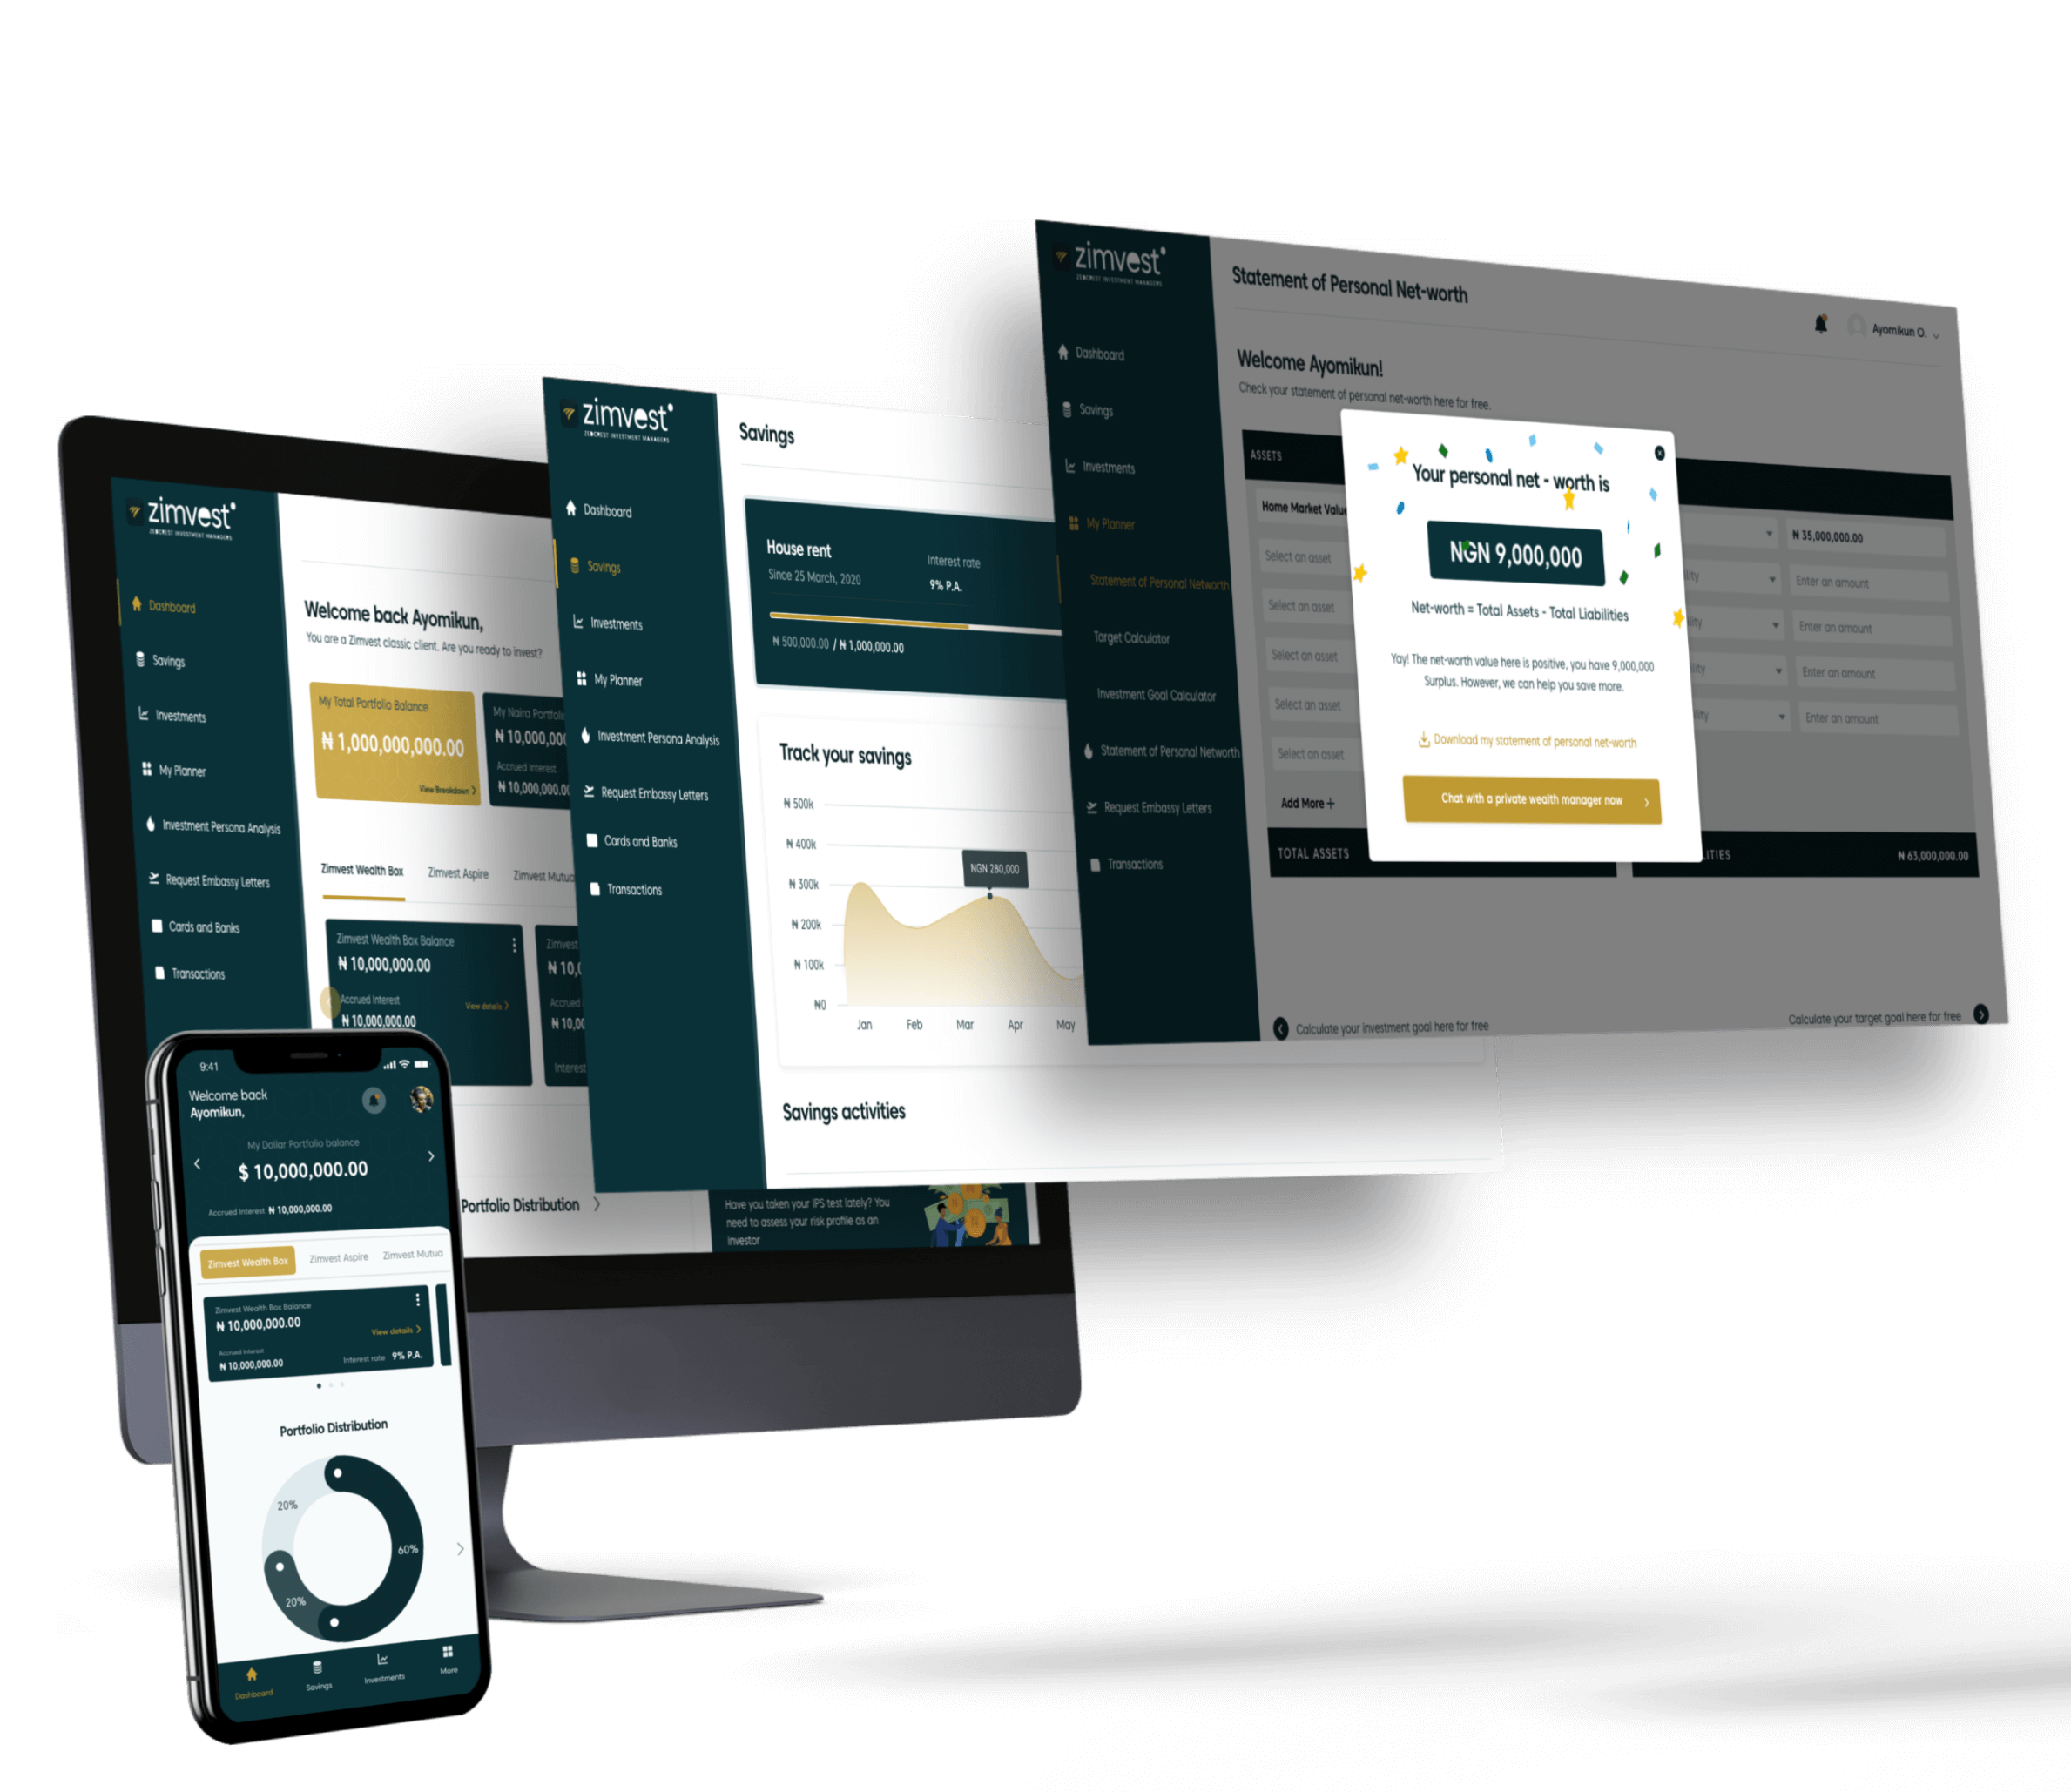 zimvest
ZEDCREST INVESTMENT MANAGERS
Dashboard
Savings
Investments
My Planner
Investment Persona Analysis
Request Embassy Letters
Cards and Banks
Transactions
Welcome back Ayomikun,
You are a Zimvest classic client. Are you ready to invest?
My Total Portfolio Balance
₦ 1,000,000,000.00
View Breakdown
My Naira Portfoli
₦ 10,000,00
Accrued Interest
₦ 10,000,000.00
Zimvest Wealth Box
Zimvest Aspire
Zimvest Mutua
Zimvest Wealth Box Balance
₦ 10,000,000.00
Accrued Interest
View details
₦ 10,000,000.00
Zimvest
₦ 10,0
Accrued
₦ 10,00
Interest
Portfolio Distribution
Have you taken your IPS test lately? You
need to assess your risk profile as an
investor
zimvest
ZEDCREST INVESTMENT MANAGERS
Dashboard
Savings
Investments
My Planner
Investment Persona Analysis
Request Embassy Letters
Cards and Banks
Transactions
Savings
House rent
Since 25 March, 2020
Interest rate
9% P.A.
₦ 500,000.00 / ₦ 1,000,000.00
Track your savings
₦ 500k
₦ 400k
₦ 300k
₦ 200k
₦ 100k
₦0
NGN 280,000
Jan Feb Mar Apr May
Savings activities
zimvest
ZEDCREST INVESTMENT MANAGERS
Dashboard
Savings
Investments
My Planner
Statement of Personal Networth
Target Calculator
Investment Goal Calculator
Statement of Personal Networth
Request Embassy Letters
Transactions
Statement of Personal Net-worth
Ayomikun O.
Welcome Ayomikun!
Check your statement of personal net-worth here for free.
ASSETS
Home Market Value
Select an asset
Select an asset
Select an asset
Select an asset
Select an asset
Add More +
TOTAL ASSETS
₦ 35,000,000.00
ility
Enter an amount
ility
Enter an amount
ility
Enter an amount
ility
Enter an amount
LITIES
₦ 63,000,000.00
Calculate your investment goal here for free
Calculate your target goal here for free
Your personal net - worth is
NGN 9,000,000
Net-worth = Total Assets - Total Liabilities
Yay! The net-worth value here is positive, you have 9,000,000
Surplus. However, we can help you save more.
Download my statement of personal net-worth
Chat with a private wealth manager now
9:41
Welcome back
Ayomikun,
My Dollar Portfolio balance
$ 10,000,000.00
Accrued Interest ₦ 10,000,000.00
Zimvest Wealth Box
Zimvest Aspire
Zimvest Mutua
Zimvest Wealth Box Balance
₦ 10,000,000.00
View details
Accrued Interest
₦ 10,000,000.00
Interest rate 9% P.A.
Portfolio Distribution
20%
60%
20%
Dashboard
Savings
Investments
More